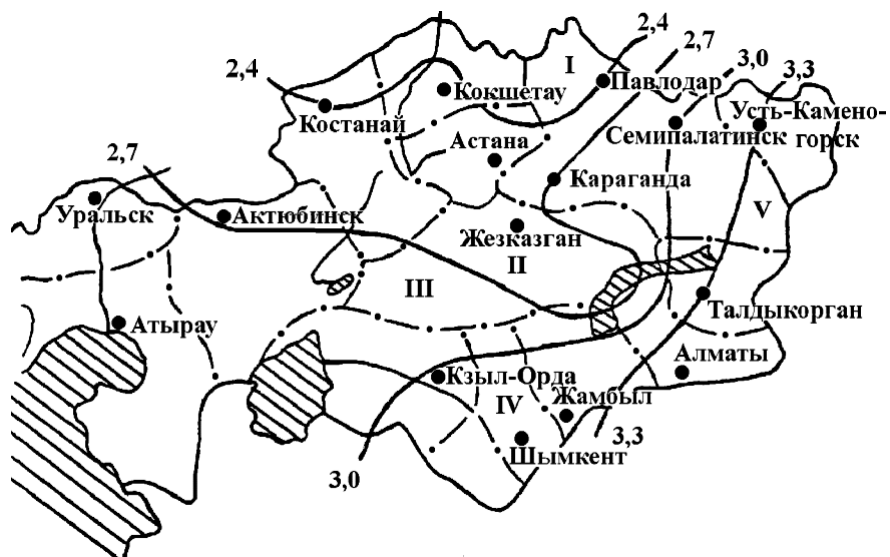 2,4
I
2,4
2,7
3,0
3,3
Кокшетау
Павлодар
Костанай
Семипалатинск
Усть-Камено-
горск
Астана
2,7
Караганда
Уральск
Актюбинск
V
Жезказган
II
III
Талдыкорган
Атырау
Алматы
Кзыл-Орда
IV
Жамбыл
3,3
3,0
Шымкент